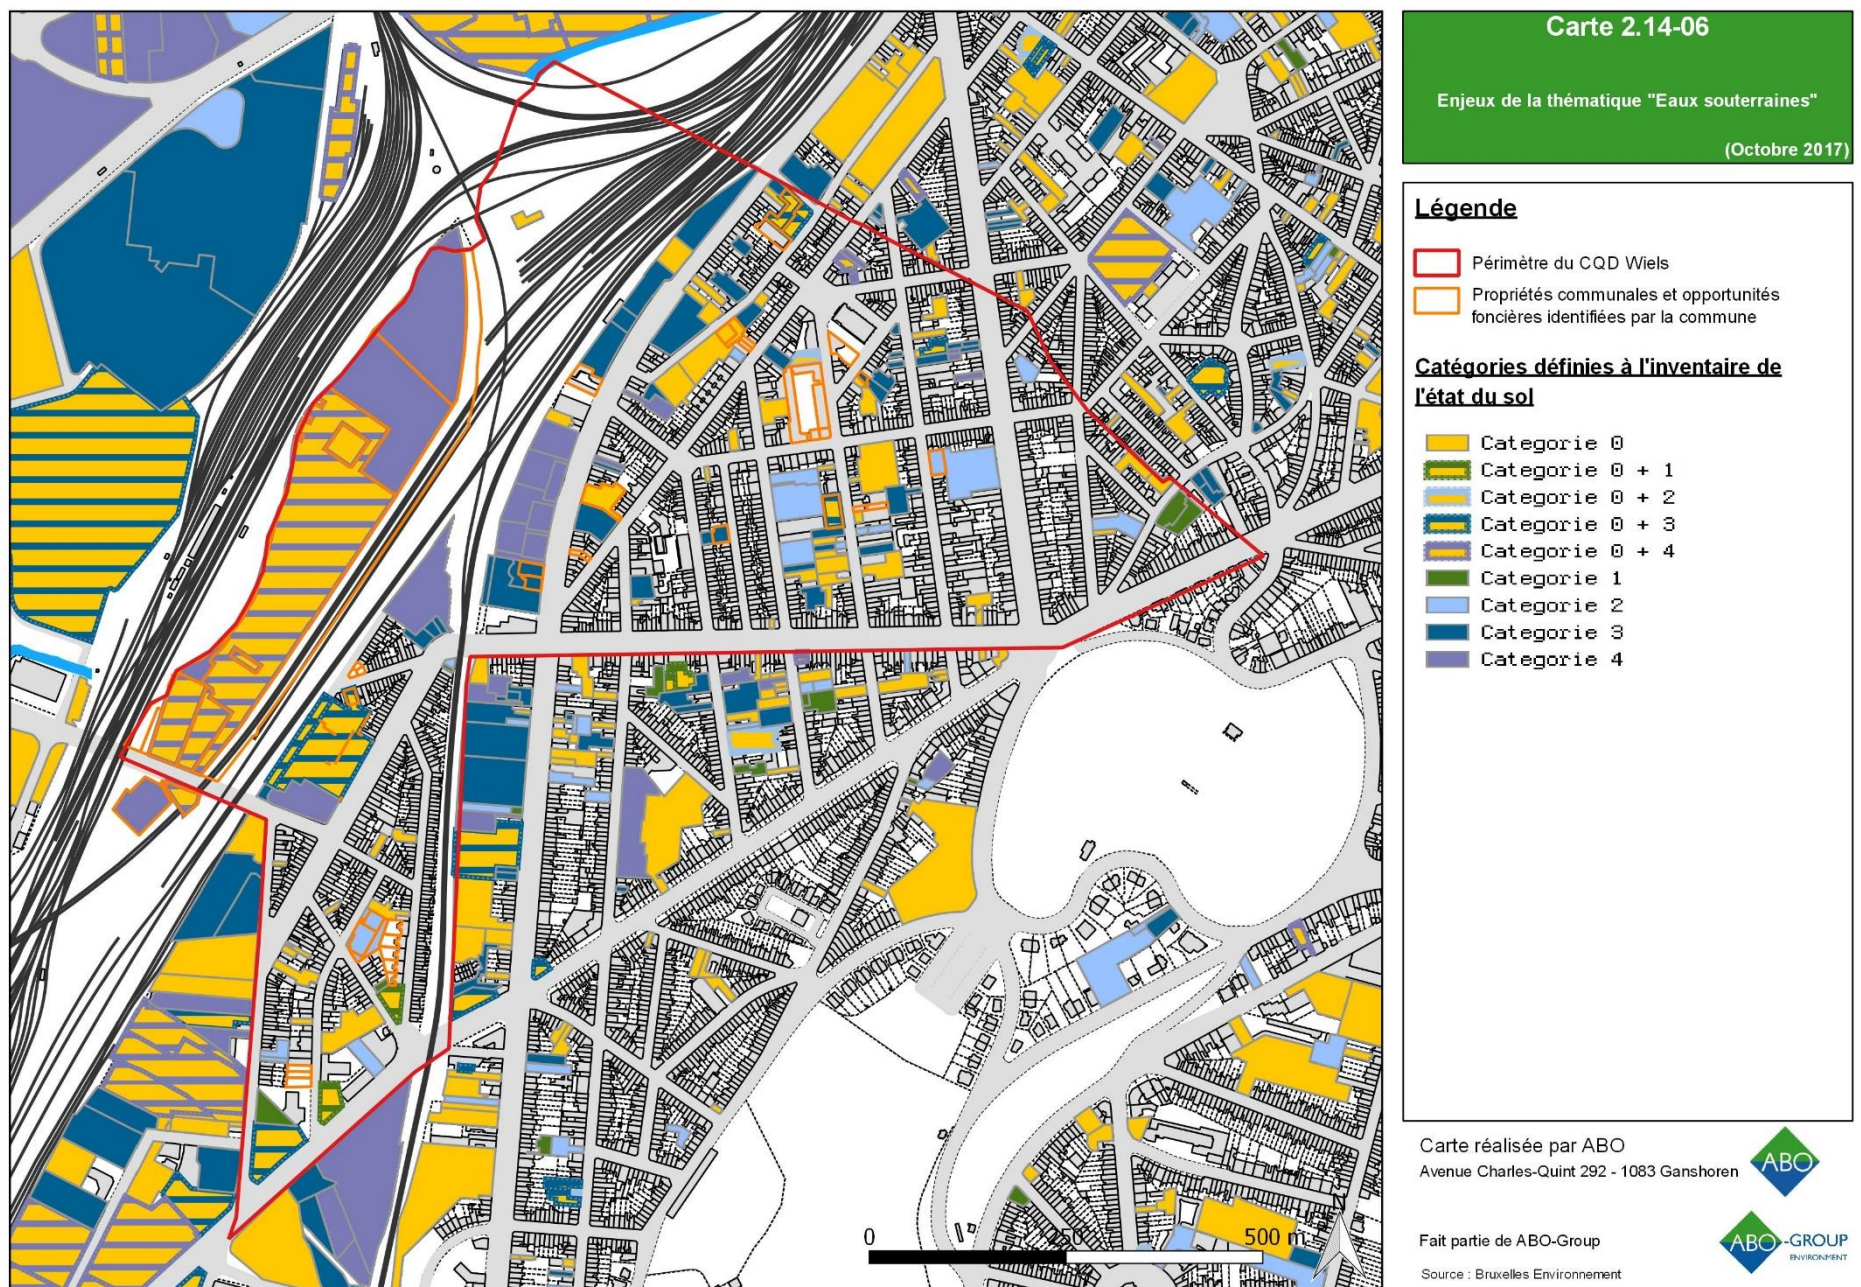 Carte 2.14-06
Enjeux de la thématique "Eaux souterraines"
(Octobre 2017)
Légende
Périmètre du CQD Wiels
Propriétés communales et opportunités
foncières identifiées par la commune
Catégories définies à l'inventaire de
l'état du sol
Categorie 0
Categorie 0 + 1
Categorie 0 + 2
Categorie 0 + 3
Categorie 0 + 4
Categorie 1
Categorie 2
Categorie 3
Categorie 4
0 250 500 m
Carte réalisée par ABO
Avenue Charles-Quint 292 - 1083 Ganshoren
ABO
Fait partie de ABO-Group
ABO-GROUP
ENVIRONMENT
Source : Bruxelles Environnement